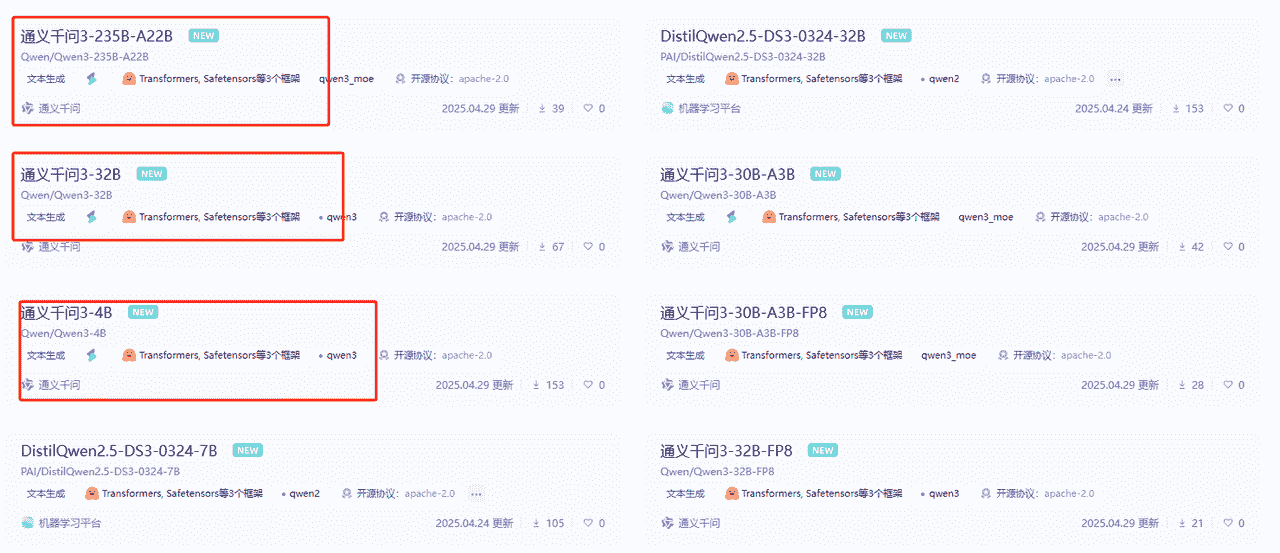 通义千问3-235B-A22B NEW
Qwen/Qwen3-235B-A22B
文本生成 Transformers, Safetensors等3个框架 qwen3_moe 开源协议: apache-2.0
通义千问 2025.04.29 更新 39 0
DistilQwen2.5-DS3-0324-32B NEW
PAI/DistilQwen2.5-DS3-0324-32B
文本生成 Transformers, Safetensors等3个框架 • qwen2 开源协议: apache-2.0 ...
机器学习平台 2025.04.24 更新 153 0
通义千问3-32B NEW
Qwen/Qwen3-32B
文本生成 Transformers, Safetensors等3个框架 • qwen3 开源协议: apache-2.0
通义千问 2025.04.29 更新 67 0
通义千问3-30B-A3B NEW
Qwen/Qwen3-30B-A3B
文本生成 Transformers, Safetensors等3个框架 qwen3_moe 开源协议: apache-2.0
通义千问 2025.04.29 更新 42 0
通义千问3-4B NEW
Qwen/Qwen3-4B
文本生成 Transformers, Safetensors等3个框架 • qwen3 开源协议: apache-2.0
通义千问 2025.04.29 更新 153 0
通义千问3-30B-A3B-FP8 NEW
Qwen/Qwen3-30B-A3B-FP8
文本生成 Transformers, Safetensors等3个框架 qwen3_moe 开源协议: apache-2.0
通义千问 2025.04.29 更新 28 0
DistilQwen2.5-DS3-0324-7B NEW
PAI/DistilQwen2.5-DS3-0324-7B
文本生成 Transformers, Safetensors等3个框架 • qwen2 开源协议: apache-2.0 ...
机器学习平台 2025.04.24 更新 105 0
通义千问3-32B-FP8 NEW
Qwen/Qwen3-32B-FP8
文本生成 Transformers, Safetensors等3个框架 • qwen3 开源协议: apache-2.0
通义千问 2025.04.29 更新 21 0